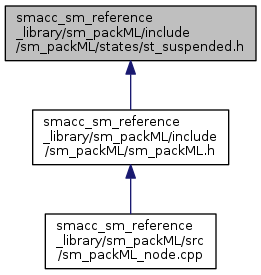 smacc_sm_reference
_library/sm_packML/include
/sm_packML/states/st_suspended.h
smacc_sm_reference
_library/sm_packML/include
/sm_packML/sm_packML.h
smacc_sm_reference
_library/sm_packML/src
/sm_packML_node.cpp